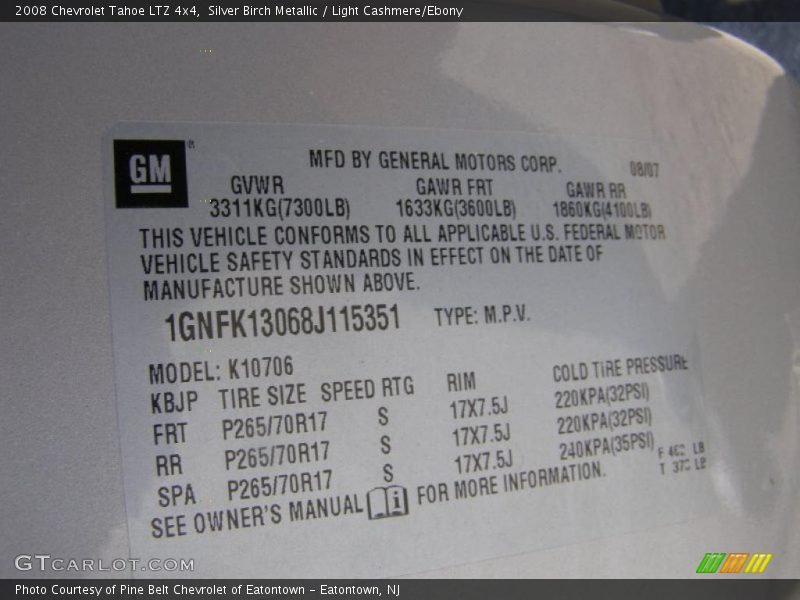 2008 Chevrolet Tahoe LTZ 4x4, Silver Birch Metallic / Light Cashmere/Ebony
GM ®
MFD BY GENERAL MOTORS CORP. 08/07
GVWR GAWR FRT GAWR RR
3311KG(7300LB) 1633KG(3600LB) 1860KG(4100LB)
THIS VEHICLE CONFORMS TO ALL APPLICABLE U.S. FEDERAL MOTOR
VEHICLE SAFETY STANDARDS IN EFFECT ON THE DATE OF
MANUFACTURE SHOWN ABOVE.
1GNFK13068J115351 TYPE: M.P.V.
MODEL: K10706
KBJP TIRE SIZE SPEED RTG RIM COLD TIRE PRESSURE
FRT P265/70R17 S 17X7.5J 220KPA(32PSI)
RR P265/70R17 S 17X7.5J 220KPA(32PSI)
SPA P265/70R17 S 17X7.5J 240KPA(35PSI)
SEE OWNER'S MANUAL i FOR MORE INFORMATION.
F LB
T LB
GTCARLOT.COM
Photo Courtesy of Pine Belt Chevrolet of Eatontown – Eatontown, NJ